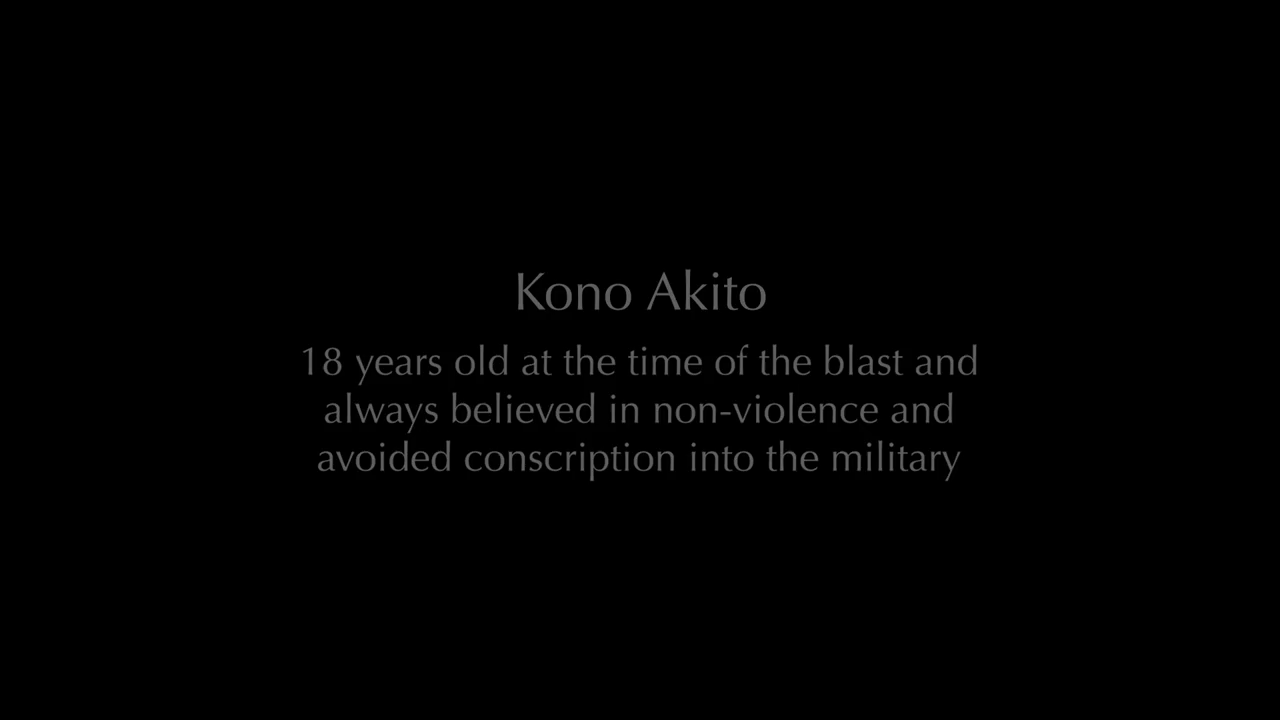 Kono Akito
18 years old at the time of the blast and
always believed in non-violence and
avoided conscription into the military